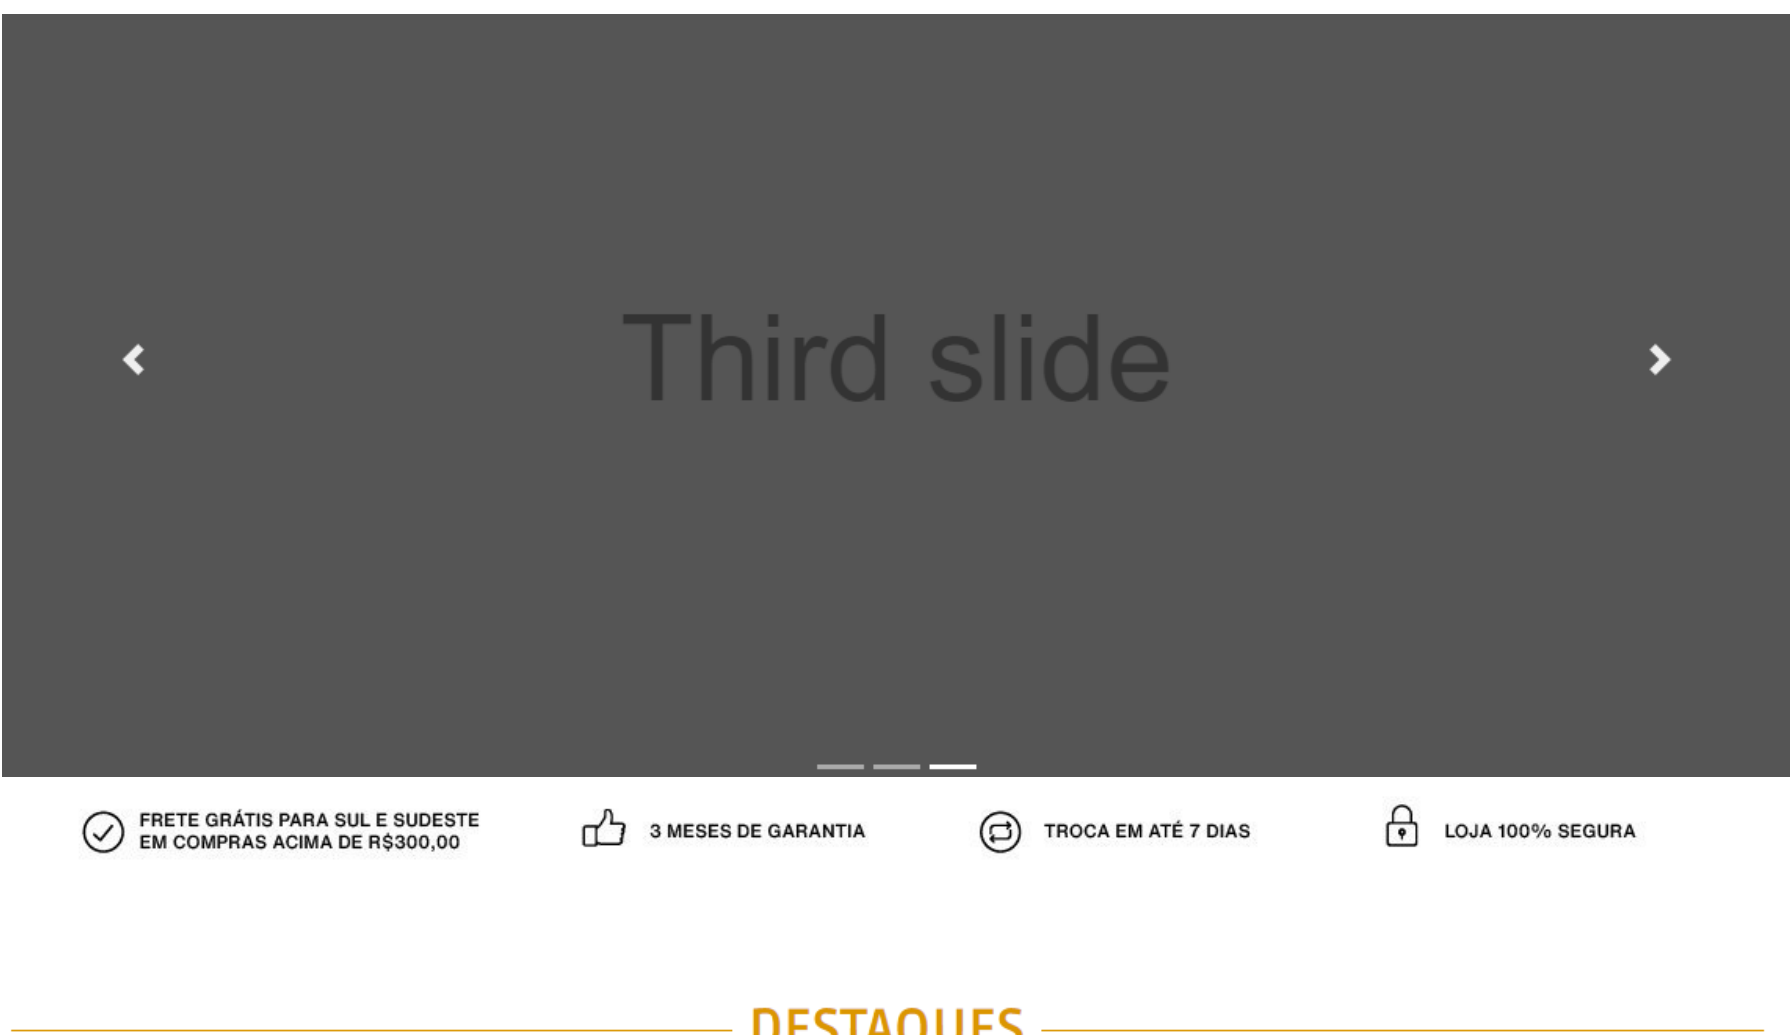 Third slide
FRETE GRÁTIS PARA SUL E SUDESTE
EM COMPRAS ACIMA DE R$300,00
3 MESES DE GARANTIA
TROCA EM ATÉ 7 DIAS
LOJA 100% SEGURA
DESTAQUES